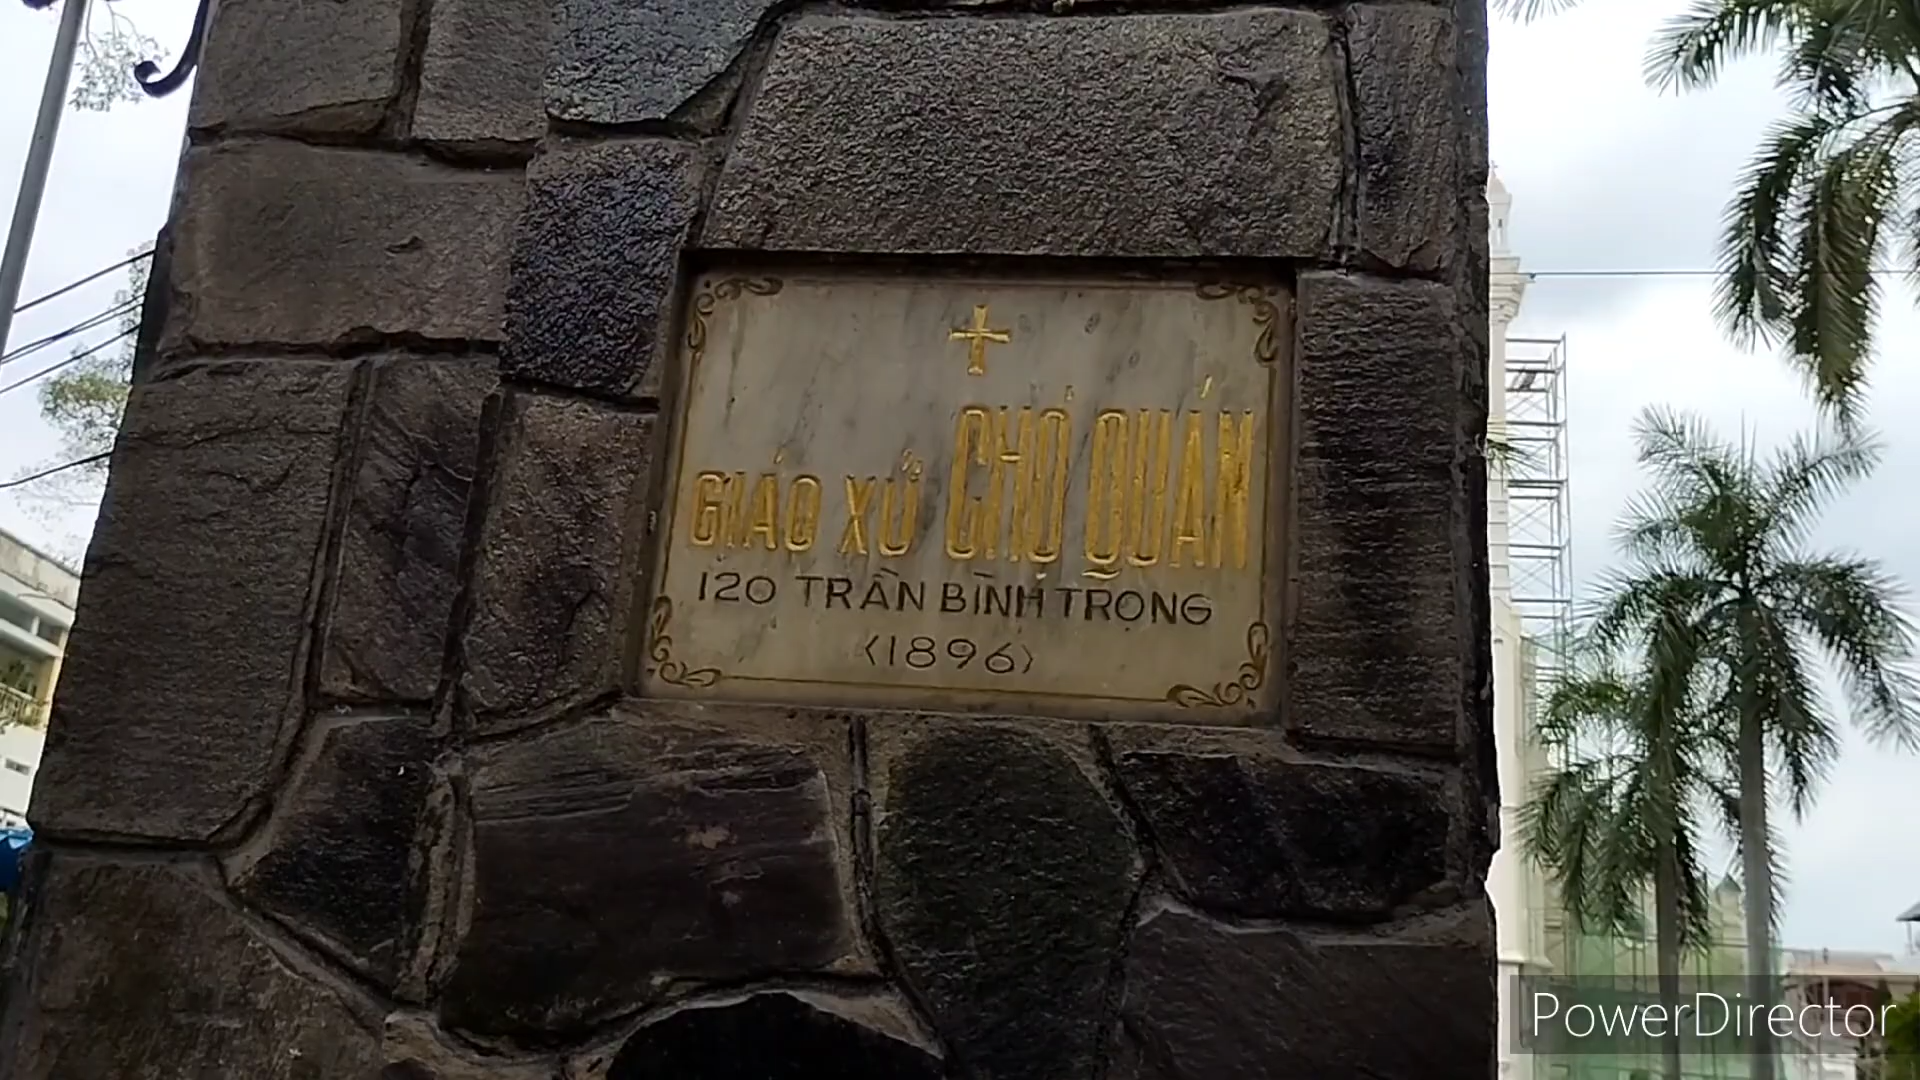 GIÁO XỨ CHỢ QUÁN
120 TRẦN BÌNH TRỌNG
<1896>
PowerDirector